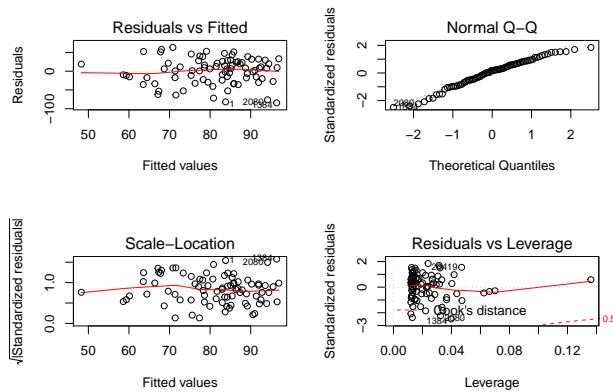 Residuals vs Fitted
Residuals
0
−100
1
2080
1384
50 60 70 80 90
Fitted values
Normal Q−Q
Standardized residuals
2
0
−2
2080
−2 −1 0 1 2
Theoretical Quantiles
Scale−Location
√|Standardized residuals|
1.0
0.0
1
2080
1384
50 60 70 80 90
Fitted values
Residuals vs Leverage
Standardized residuals
2
0
−3
Cook's distance
1384
0.5
0.00 0.04 0.08 0.12
Leverage